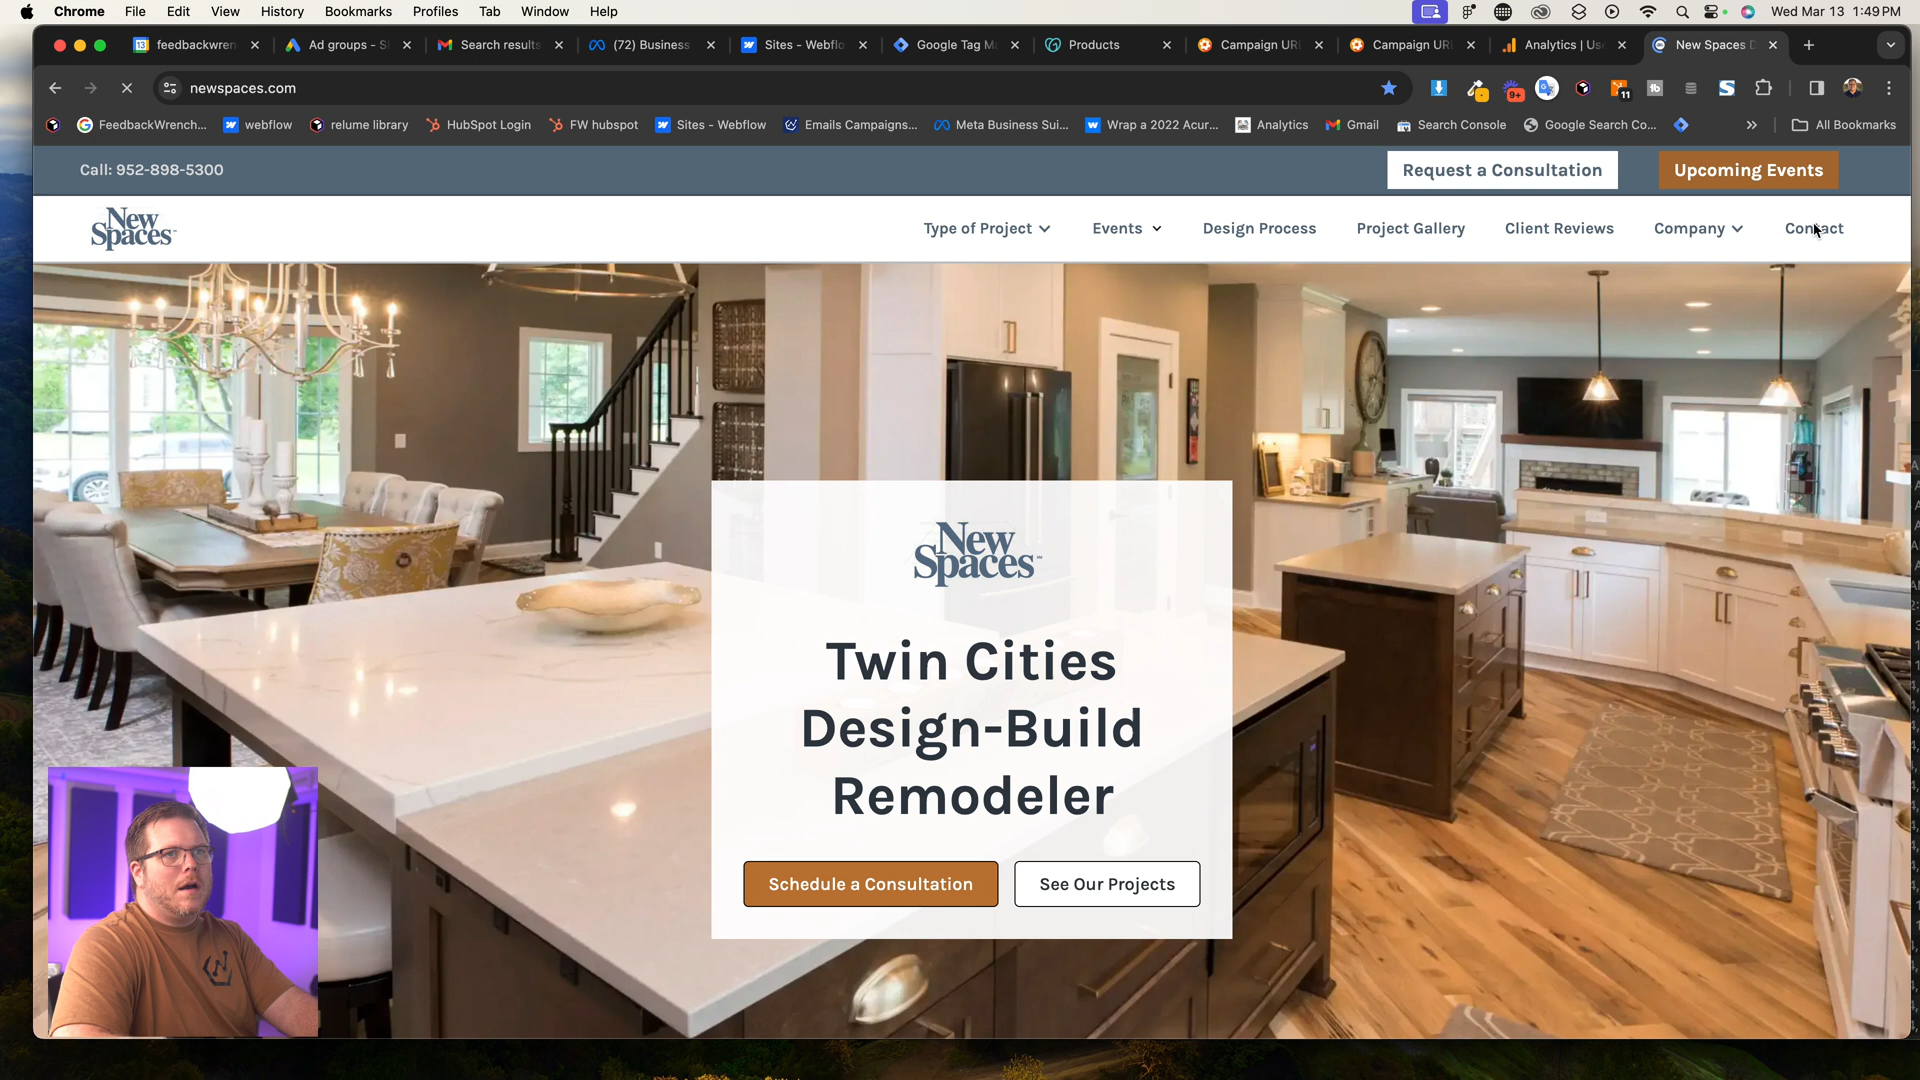 Chrome File Edit View History Bookmarks Profiles Tab Window Help Wed Mar 13 1:49 PM
feedbackwren Ad groups - S Search results (72) Business Sites - Webflo Google Tag M Products Campaign UR Campaign UR Analytics | Us New Spaces D
newspaces.com 9+ 11
FeedbackWrench... webflow relume library HubSpot Login FW hubspot Sites - Webflow Emails Campaigns... Meta Business Sui... Wrap a 2022 Acur... Analytics Gmail Search Console Google Search Co... » All Bookmarks
Call: 952-898-5300 Request a Consultation Upcoming Events
New Spaces™ Type of Project Events Design Process Project Gallery Client Reviews Company Contact
New
Spaces™
Twin Cities
Design-Build
Remodeler
Schedule a Consultation See Our Projects